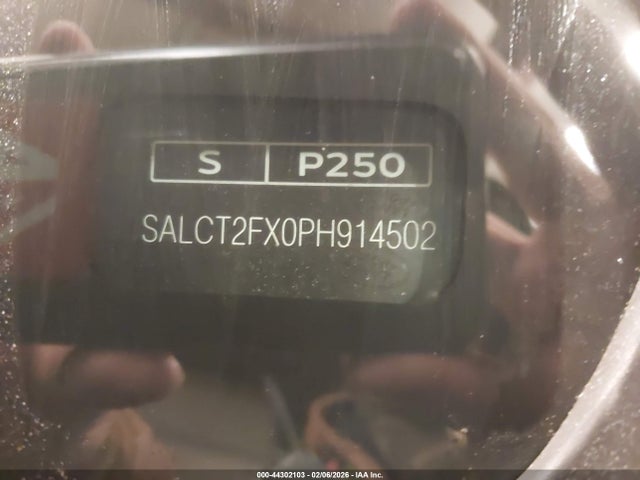 S P250
SALCT2FX0PH914502
000-44302103 - 02/06/2026 - IAA Inc.